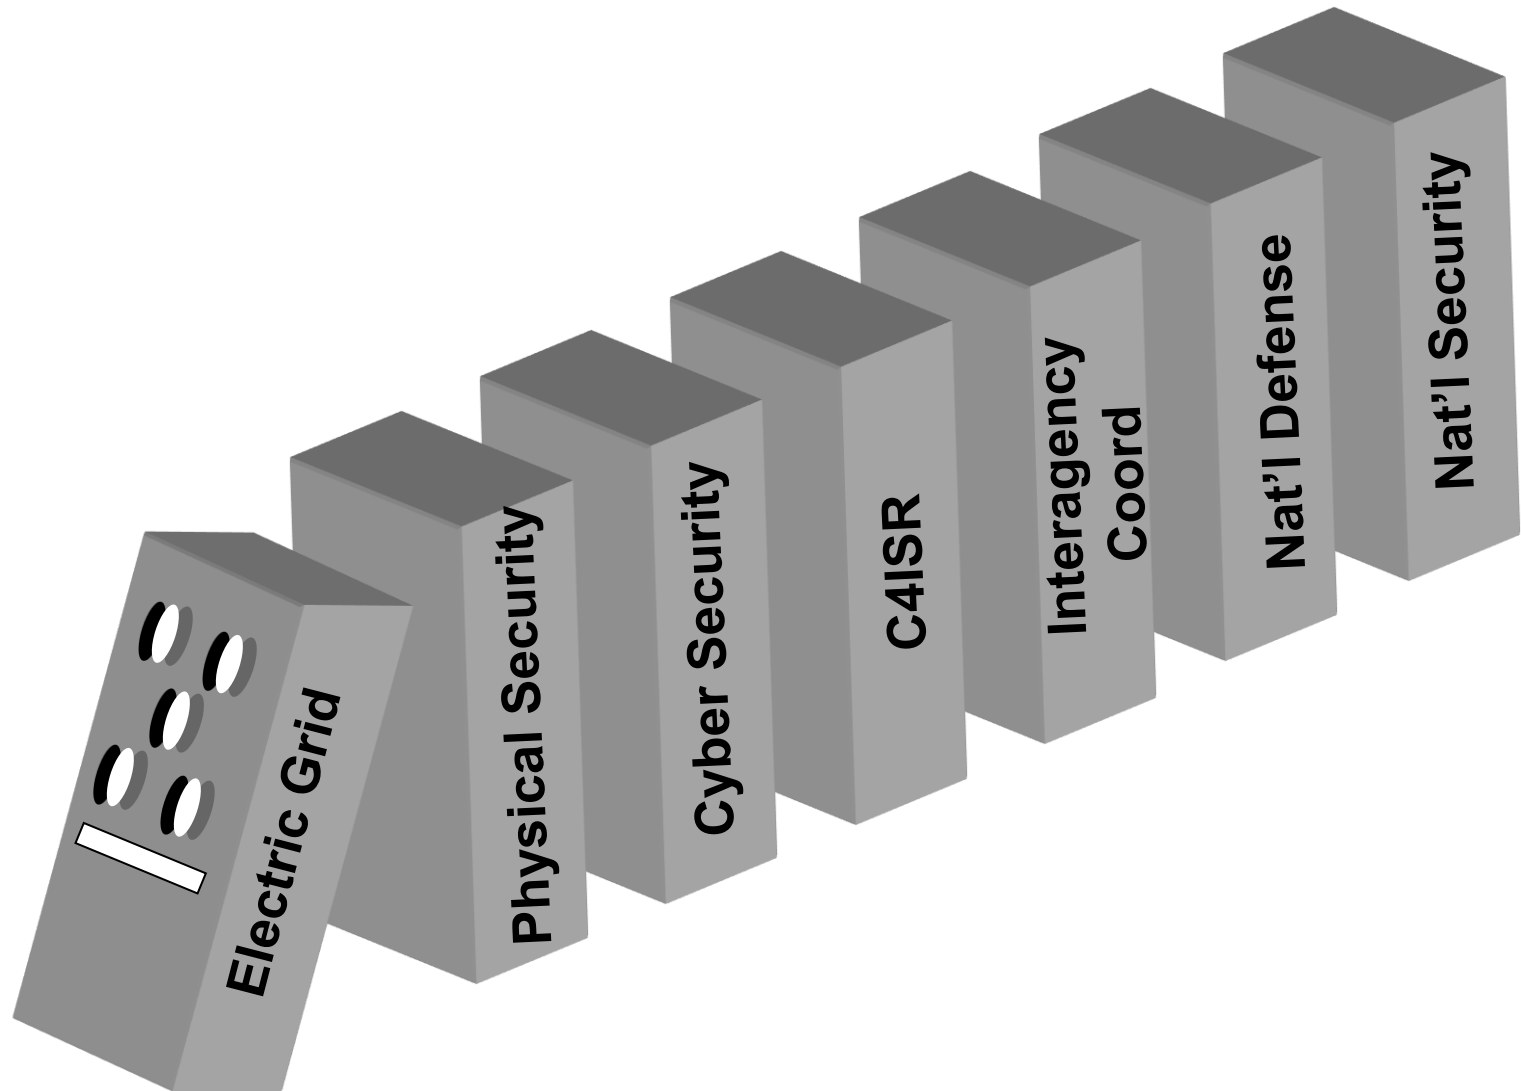 Electric Grid
Physical Security
Cyber Security
C4ISR
Interagency
Coord
Nat’l Defense
Nat’l Security